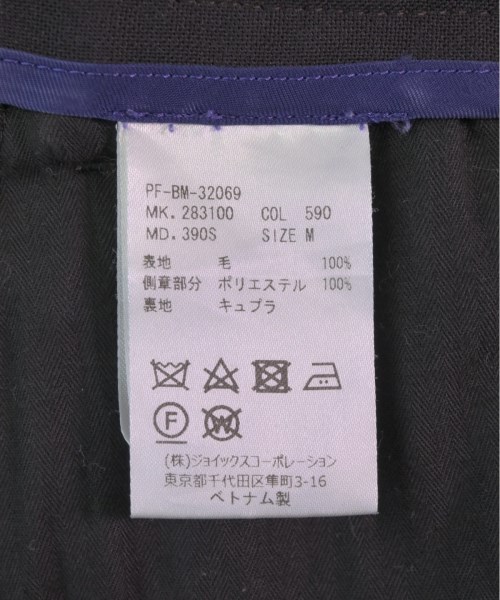 PF-BM-32069
MK. 283100 COL 590
MD. 390S SIZE M
表地 毛 100%
側章部分 ポリエステル 100%
裏地 キュプラ
F W
(株)ジョイックスコーポレーション
東京都千代田区隼町3-16
ベトナム製